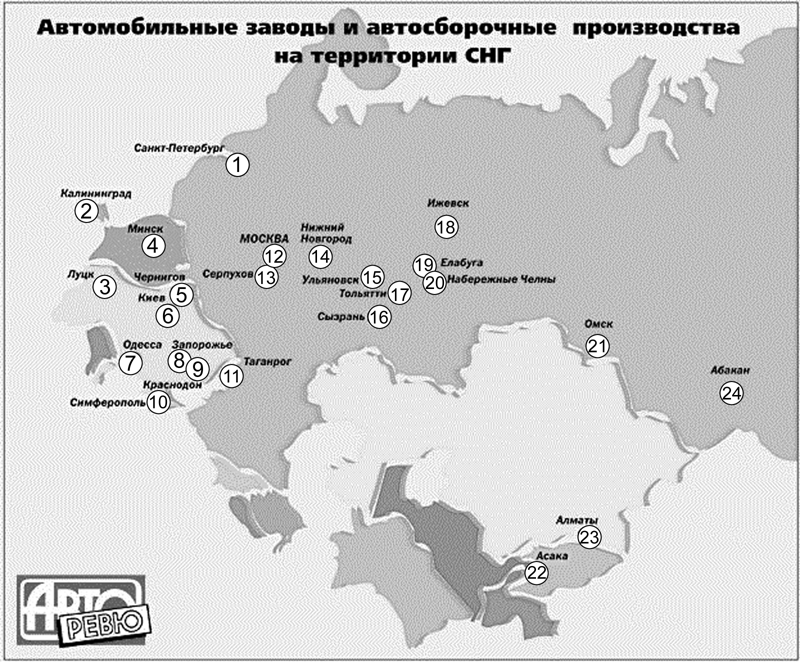 Автомобильные заводы и автосборочные производства
на территории СНГ
Санкт-Петербург
1
Калининград
2
Минск
4
Луцк
3
Чернигов
5
Киев
6
МОСКВА
12
Серпухов
13
Нижний
Новгород
14
Ижевск
18
Елабуга
19
Набережные Челны
20
Ульяновск
15
Тольятти
17
Сызрань
16
Одесса
7
Запорожье
8
9
Краснодон
Таганрог
11
Симферополь
10
Омск
21
Абакан
24
Алматы
23
Асака
22
АВТО
РЕВЮ